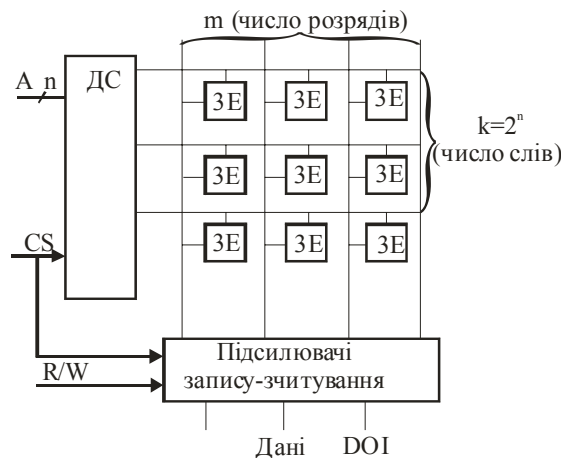 m (число розрядів)
A n
ДС
ЗЕ ЗЕ ЗЕ
k=2ⁿ
(число слів)
ЗЕ ЗЕ ЗЕ
CS
ЗЕ ЗЕ ЗЕ
R/W
Підсилювачі
запису-зчитування
Дані DOI